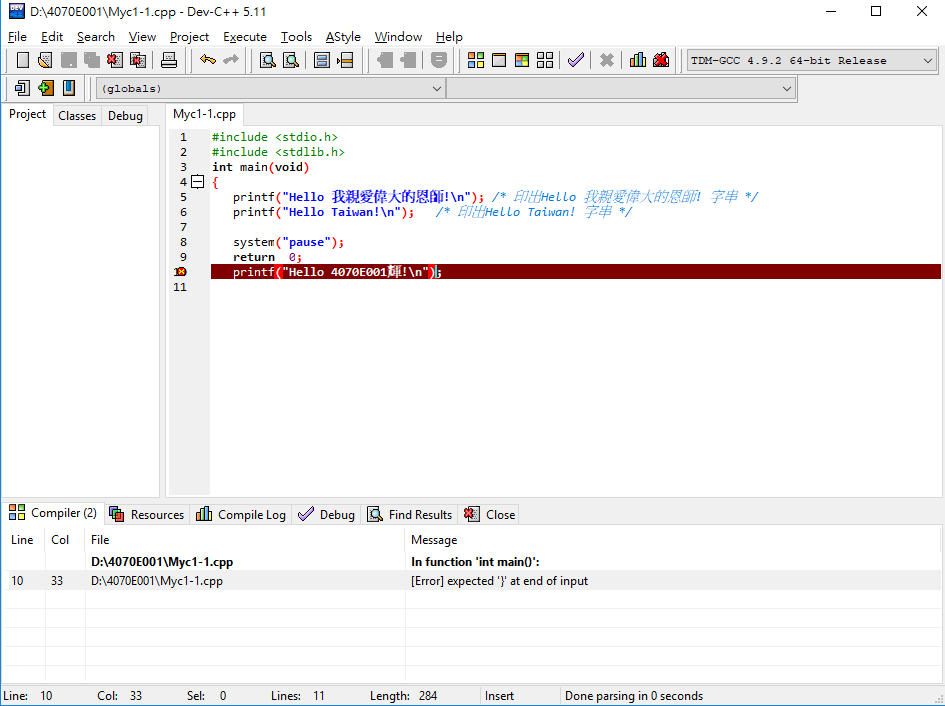 D:\4070E001\Myc1-1.cpp - Dev-C++ 5.11
File Edit Search View Project Execute Tools AStyle Window Help
TDM-GCC 4.9.2 64-bit Release
(globals)
Project Classes Debug Myc1-1.cpp
1 #include <stdio.h>
2 #include <stdlib.h>
3 int main(void)
4 {
5 printf("Hello 我親愛偉大的恩師!\n"); /* 印出Hello 我親愛偉大的恩師! 字串 */
6 printf("Hello Taiwan!\n"); /* 印出Hello Taiwan! 字串 */
7
8 system("pause");
9 return 0;
10 printf("Hello 4070E001輝!\n");
11
Compiler (2) Resources Compile Log Debug Find Results Close
Line Col File Message
D:\4070E001\Myc1-1.cpp In function 'int main()':
10 33 D:\4070E001\Myc1-1.cpp [Error] expected '}' at end of input
Line: 10 Col: 33 Sel: 0 Lines: 11 Length: 284 Insert Done parsing in 0 seconds